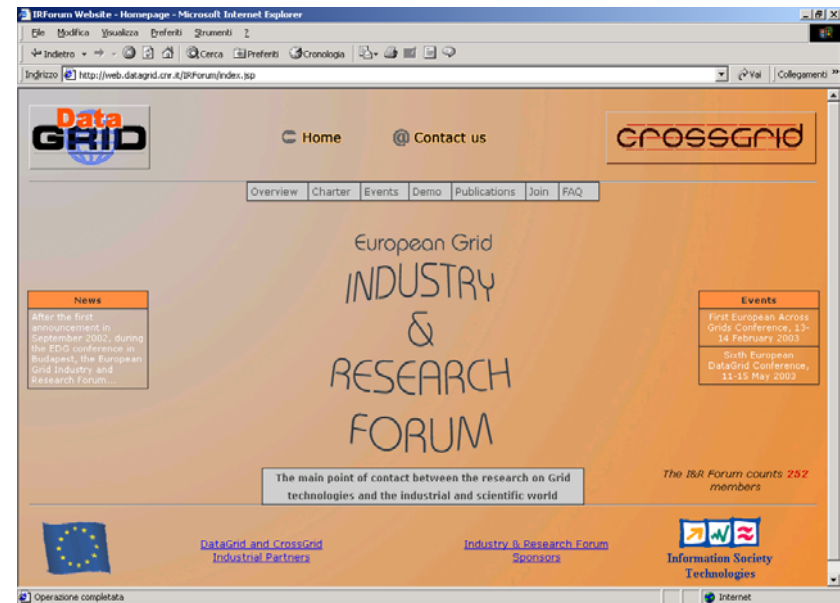 IRForum Website - Homepage - Microsoft Internet Explorer
File Modifica Visualizza Preferiti Strumenti ?
Indietro Cerca Preferiti Cronologia
Indirizzo http://web.datagrid.cnr.it/IRForum/index.jsp Vai Collegamenti »
Data
GRID
Home @ Contact us
crossgrid
Overview Charter Events Demo Publications Join FAQ
European Grid
INDUSTRY
&
RESEARCH
FORUM
News
After the first
announcement in
September 2002, during
the EDG conference in
Budapest, the European
Grid Industry and
Research Forum...
Events
First European Across
Grids Conference, 13-
14 February 2003
Sixth European
DataGrid Conference,
11-15 May 2003
The main point of contact between the research on Grid
technologies and the industrial and scientific world
The I&R Forum counts 252
members
DataGrid and CrossGrid
Industrial Partners
Industry & Research Forum
Sponsors
Information Society
Technologies
Operazione completata Internet